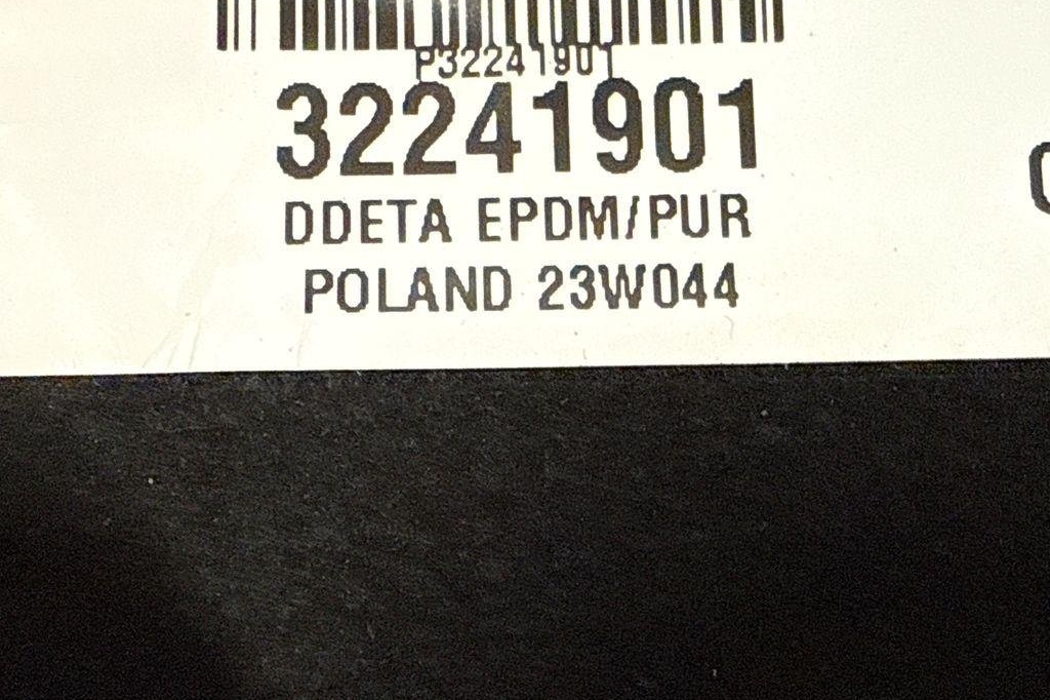 P32241901
32241901
DDETA EPDM/PUR
POLAND 23W044